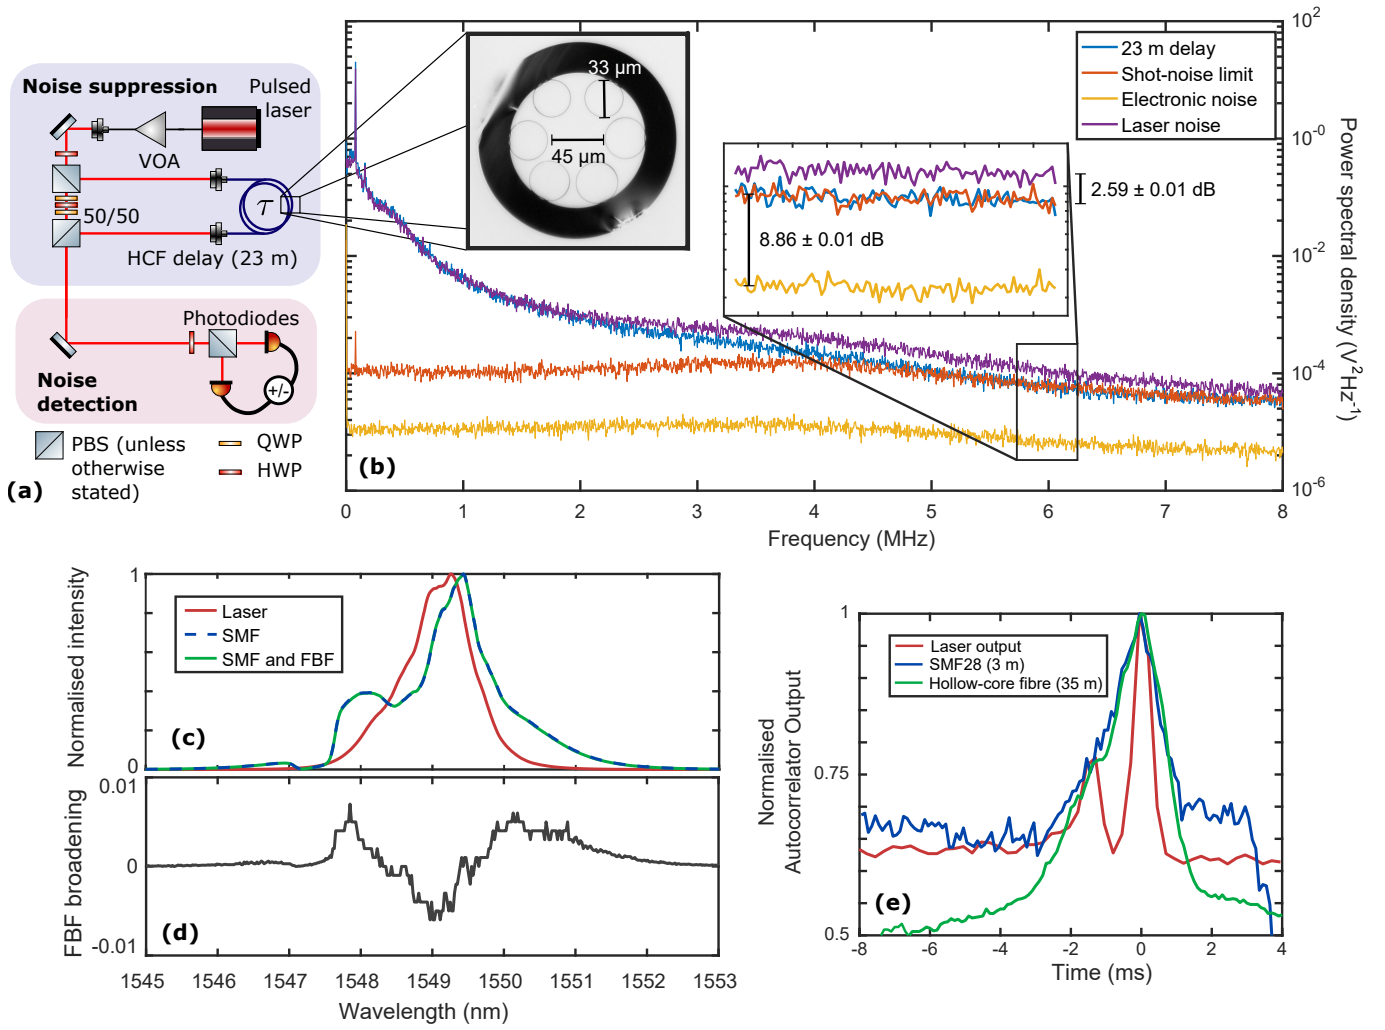 Noise suppression
Pulsed
laser
VOA
50/50
τ
HCF delay (23 m)
Photodiodes
+/-
Noise
detection
PBS (unless
otherwise
stated)
QWP
HWP
(a)
33 µm
45 µm
23 m delay
Shot-noise limit
Electronic noise
Laser noise
8.86 ± 0.01 dB
2.59 ± 0.01 dB
(b)
10^2
10^-0
10^-2
10^-4
10^-6
Power spectral density (V^2Hz^-1)
0 1 2 3 4 5 6 7 8
Frequency (MHz)
Normalised intensity
1
0
Laser
SMF
SMF and FBF
(c)
FBF broadening
0.01
0
-0.01
(d)
1545 1546 1547 1548 1549 1550 1551 1552 1553
Wavelength (nm)
Normalised
Autocorrelator Output
1
0.75
0.5
Laser output
SMF28 (3 m)
Hollow-core fibre (35 m)
(e)
-8 -6 -4 -2 0 2 4
Time (ms)